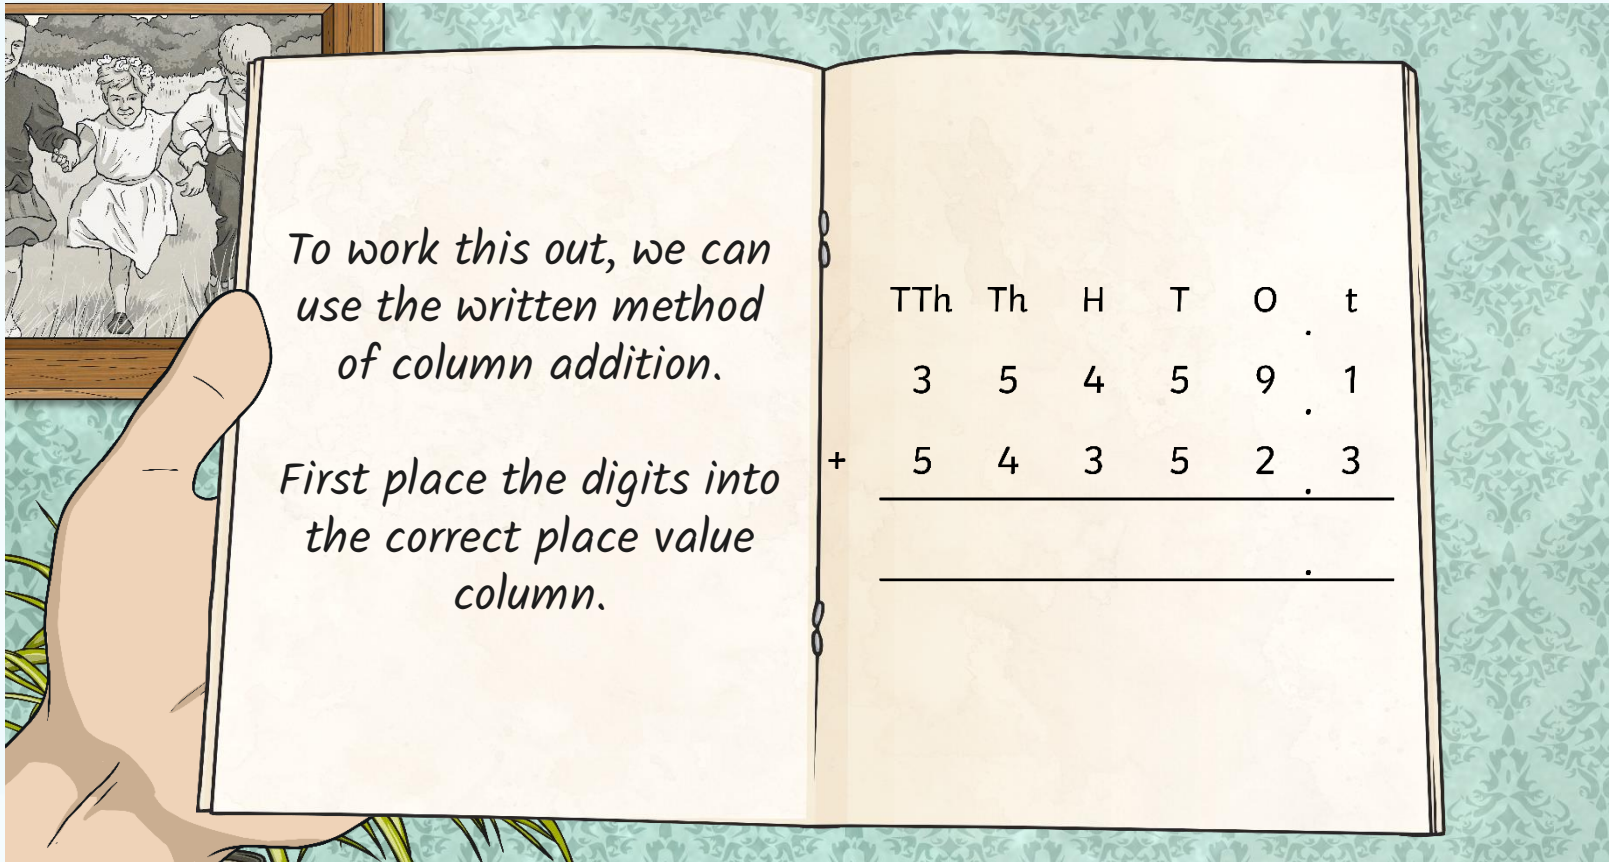 To work this out, we can
use the written method
of column addition.
First place the digits into
the correct place value
column.
TTh Th H T O . t
3 5 4 5 9 . 1
+ 5 4 3 5 2 . 3
.